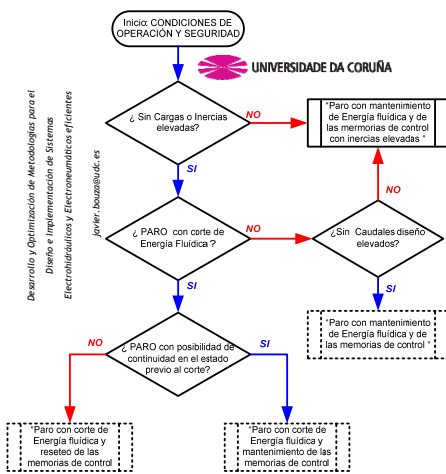 Inicio: CONDICIONES DE
OPERACIÓN Y SEGURIDAD
UNIVERSIDADE DA CORUÑA
Desarrollo y Optimización de Metodologías para el
Diseño e Implementación de Sistemas
Electrohidráulicos y Electroneumáticos eficientes
javier.bouza@udc.es
¿ Sin Cargas o Inercias
elevadas?
NO
"Paro con mantenimiento
de Energía fluídica y de
las memorias de control
con inercias elevadas "
SI
NO
¿ PARO con corte de
Energía Fluídica ?
NO
¿Sin Caudales diseño
elevados?
SI
SI
"Paro con mantenimiento
de Energía fluídica y de
las memorias de control "
¿ PARO con posibilidad de
continuidad en el estado
previo al corte?
NO
SI
"Paro con corte de
Energía fluídica y
reseteo de las
memorias de control
"Paro con corte de
Energía fluídica y
mantenimiento de las
memorias de control